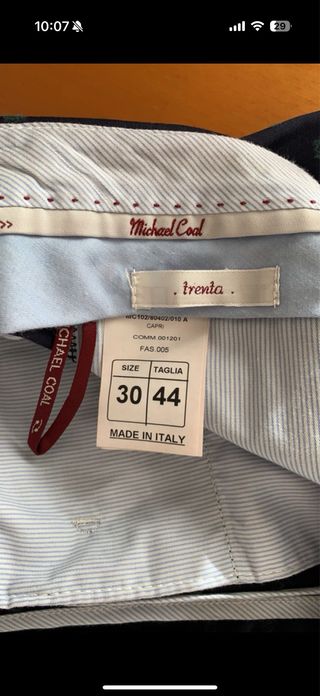 10:07
29
>>
Michael Coal
. trenta .
MC102/80402/010 A
CAPRI
COMM.001201
FAS.005
SIZE TAGLIA
30 44
MADE IN ITALY
MICHAEL COAL